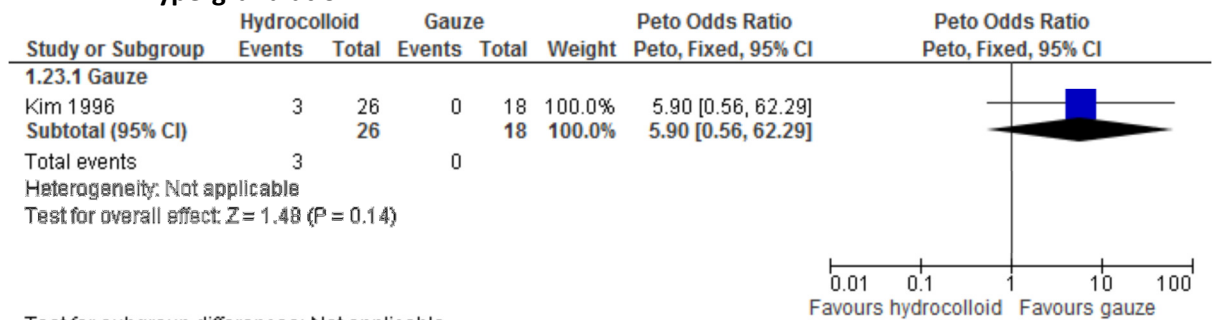 Hydrocolloid Gauze Peto Odds Ratio Peto Odds Ratio
Study or Subgroup Events Total Events Total Weight Peto, Fixed, 95% CI Peto, Fixed, 95% CI
1.23.1 Gauze
Kim 1996 3 26 0 18 100.0% 5.90 [0.56, 62.29]
Subtotal (95% CI) 26 18 100.0% 5.90 [0.56, 62.29]
Total events 3 0
Heterogeneity: Not applicable
Test for overall effect: Z = 1.48 (P = 0.14)
0.01 0.1 1 10 100
Favours hydrocolloid Favours gauze